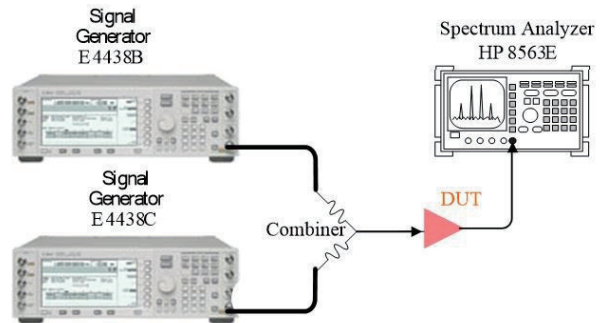 Signal
Generator
E4438B
Spectrum Analyzer
HP 8563E
Signal
Generator
E4438C
Combiner
DUT